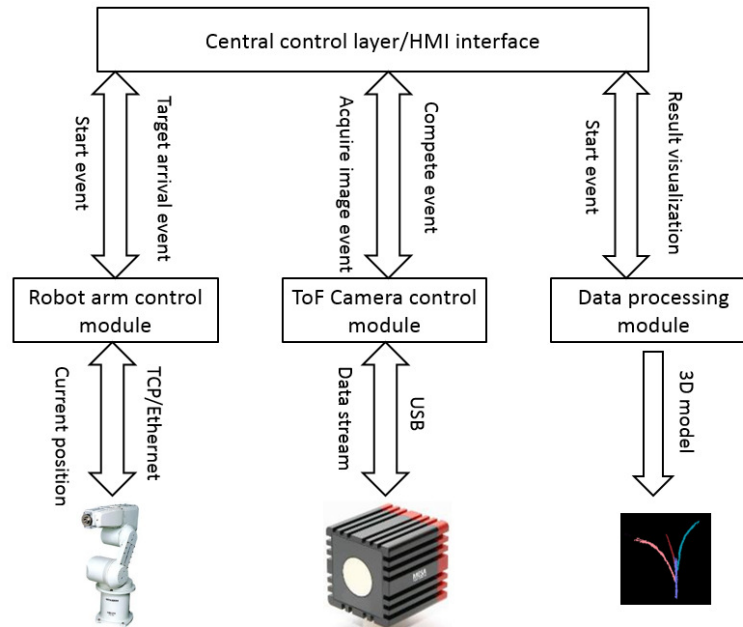 Central control layer/HMI interface
Start event
Target arrival event
Acquire image event
Compete event
Start event
Result visualization
Robot arm control
module
ToF Camera control
module
Data processing
module
Current position
TCP/Ethernet
Data stream
USB
3D model